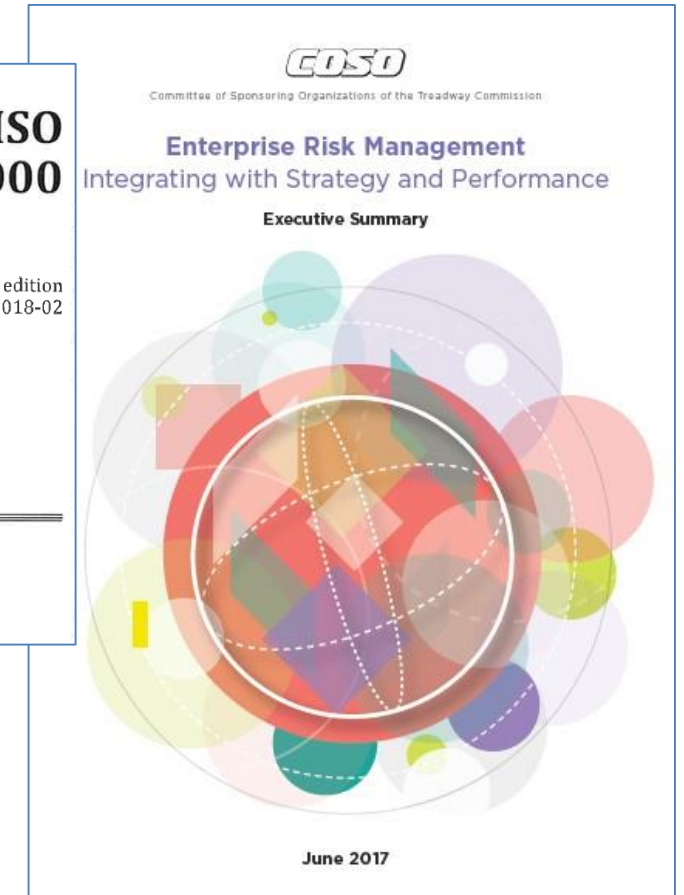 ISO
000
edition
018-02
COSO
Committee of Sponsoring Organizations of the Treadway Commission
Enterprise Risk Management
Integrating with Strategy and Performance
Executive Summary
June 2017